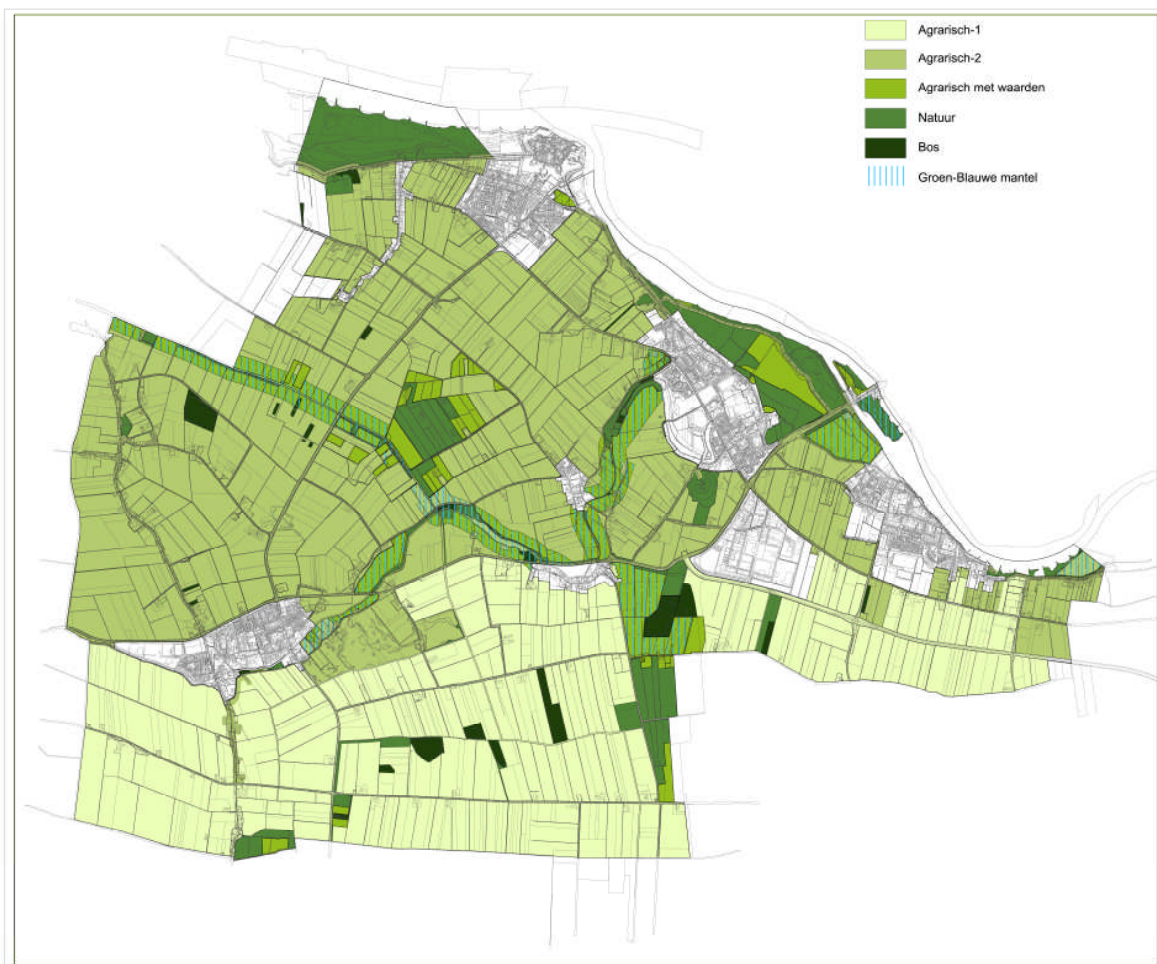 Agrarisch-1
Agrarisch-2
Agrarisch met waarden
Natuur
Bos
Groen-Blauwe mantel